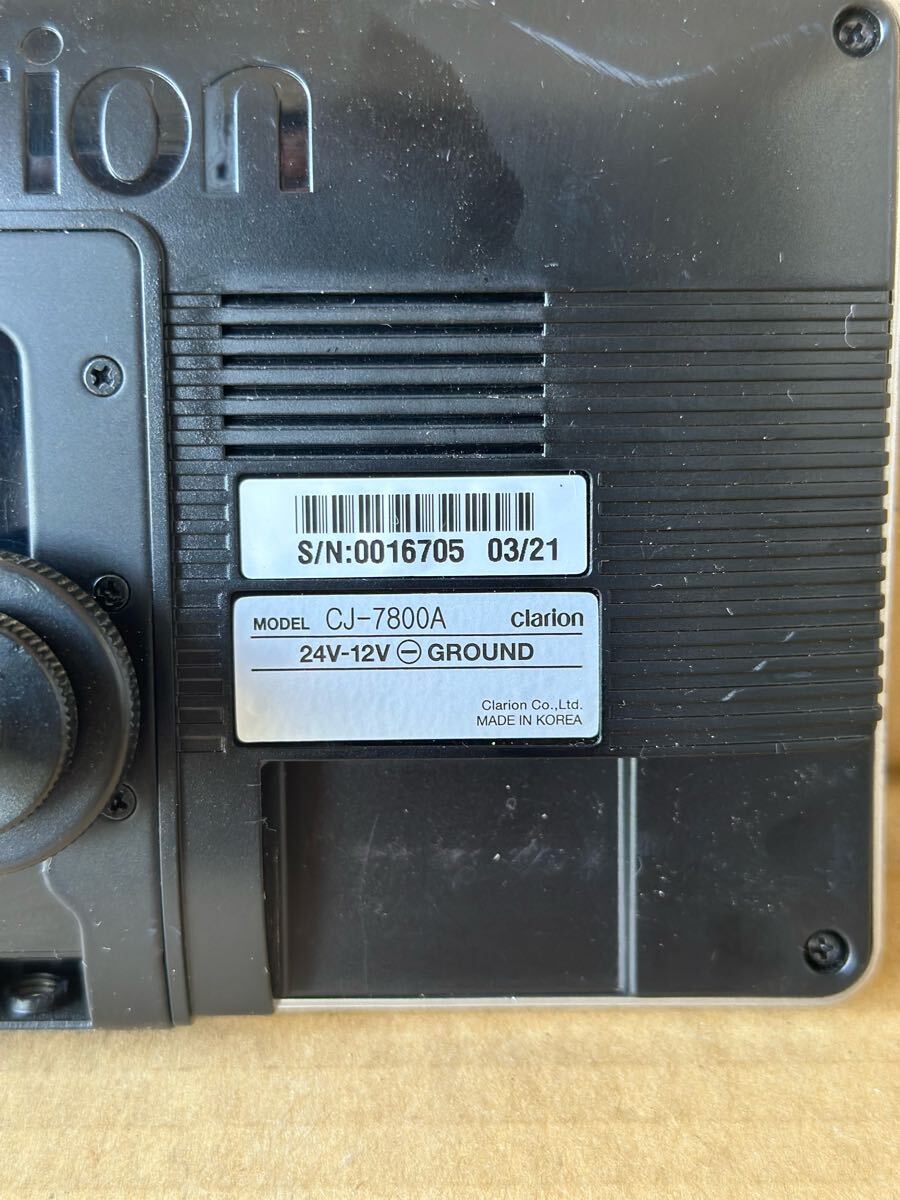 rion
S/N:0016705 03/21
MODEL CJ-7800A clarion
24V-12V ⊖ GROUND
Clarion Co.,Ltd.
MADE IN KOREA